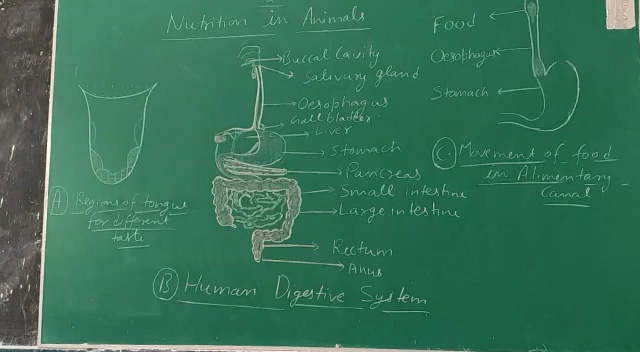 Nutrition in Animals
Buccal Cavity
Salivary gland
Oesophagus
Gall bladder
Liver
Stomach
Pancreas
Small intestine
Large intestine
Rectum
Anus
(A) Regions of tongue
for different
taste
(B) Human Digestive System
Food
Oesophagus
Stomach
(C) Movement of food
in Alimentary
Canal